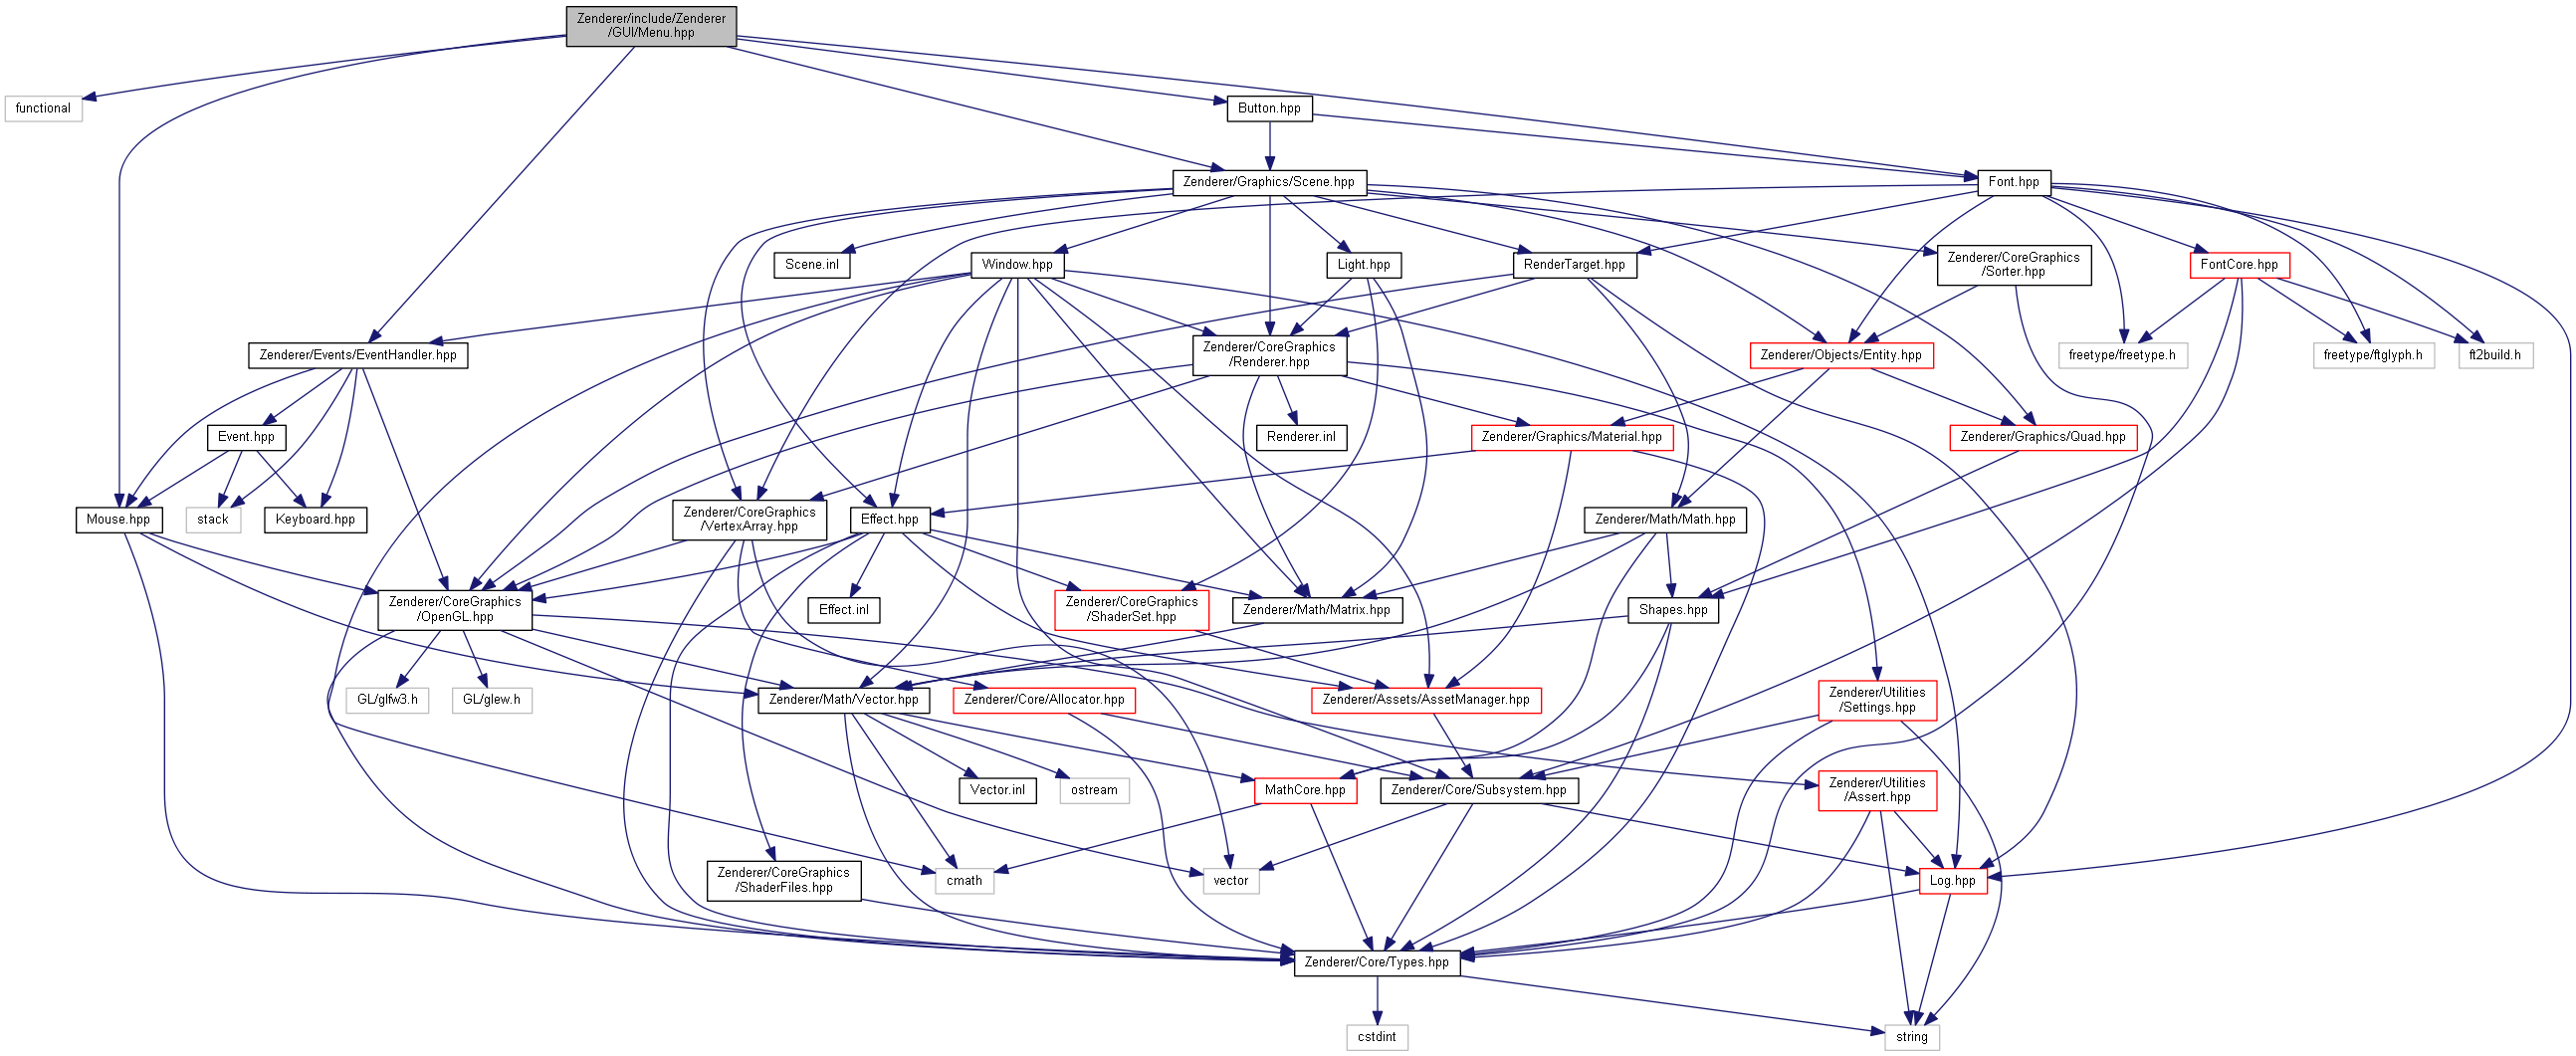 Zenderer/include/Zenderer
/GUI/Menu.hpp
functional
Button.hpp
Zenderer/Graphics/Scene.hpp
Font.hpp
Scene.inl
Window.hpp
Light.hpp
RenderTarget.hpp
Zenderer/CoreGraphics
/Sorter.hpp
FontCore.hpp
Zenderer/Events/EventHandler.hpp
Zenderer/CoreGraphics
/Renderer.hpp
Zenderer/Objects/Entity.hpp
freetype/freetype.h
freetype/ftglyph.h
ft2build.h
Event.hpp
Renderer.inl
Zenderer/Graphics/Material.hpp
Zenderer/Graphics/Quad.hpp
Mouse.hpp
stack
Keyboard.hpp
Zenderer/CoreGraphics
/VertexArray.hpp
Effect.hpp
Zenderer/Math/Math.hpp
Zenderer/CoreGraphics
/OpenGL.hpp
Effect.inl
Zenderer/CoreGraphics
/ShaderSet.hpp
Zenderer/Math/Matrix.hpp
Shapes.hpp
GL/glfw3.h
GL/glew.h
Zenderer/Math/Vector.hpp
Zenderer/Core/Allocator.hpp
Zenderer/Assets/AssetManager.hpp
Zenderer/Utilities
/Settings.hpp
Vector.inl
ostream
MathCore.hpp
Zenderer/Core/Subsystem.hpp
Zenderer/Utilities
/Assert.hpp
Zenderer/CoreGraphics
/ShaderFiles.hpp
cmath
vector
Log.hpp
Zenderer/Core/Types.hpp
cstdint
string